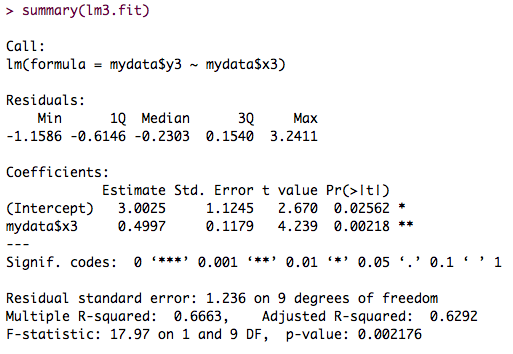 > summary(lm3.fit)
Call:
lm(formula = mydata$y3 ~ mydata$x3)
Residuals:
    Min      1Q  Median      3Q     Max
-1.1586 -0.6146 -0.2303  0.1540  3.2411
Coefficients:
            Estimate Std. Error t value Pr(>|t|)
(Intercept)   3.0025     1.1245   2.670  0.02562 *
mydata$x3     0.4997     0.1179   4.239  0.00218 **
---
Signif. codes:  0 ‘***’ 0.001 ‘**’ 0.01 ‘*’ 0.05 ‘.’ 0.1 ‘ ’ 1
Residual standard error: 1.236 on 9 degrees of freedom
Multiple R-squared:  0.6663,    Adjusted R-squared:  0.6292
F-statistic: 17.97 on 1 and 9 DF,  p-value: 0.002176